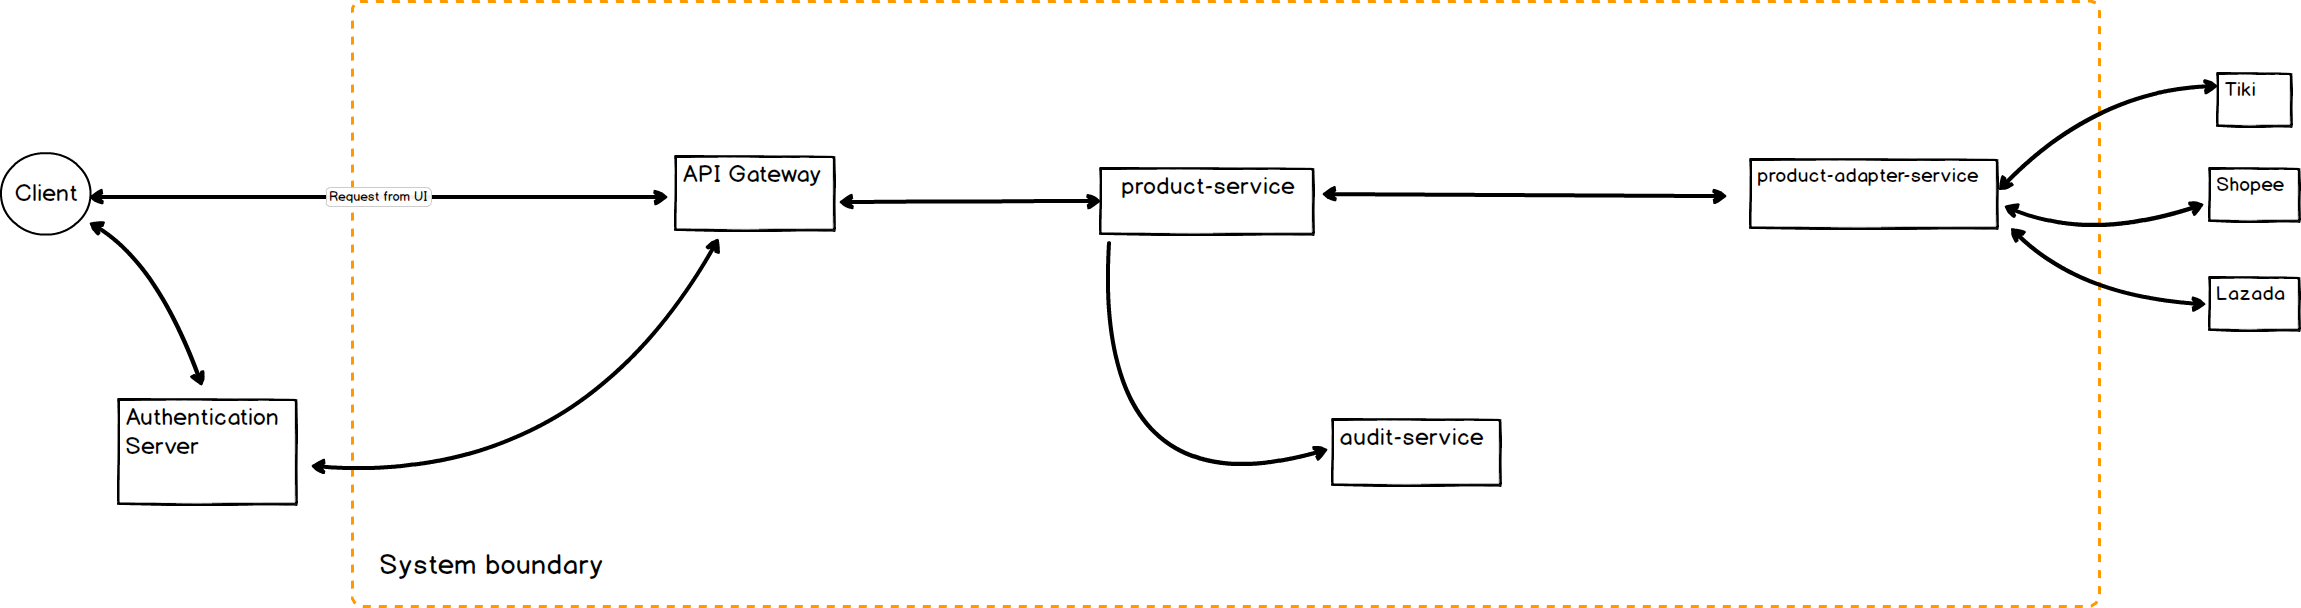 Client
Request from UI
API Gateway
product-service
product-adapter-service
Tiki
Shopee
Lazada
Authentication
Server
audit-service
System boundary